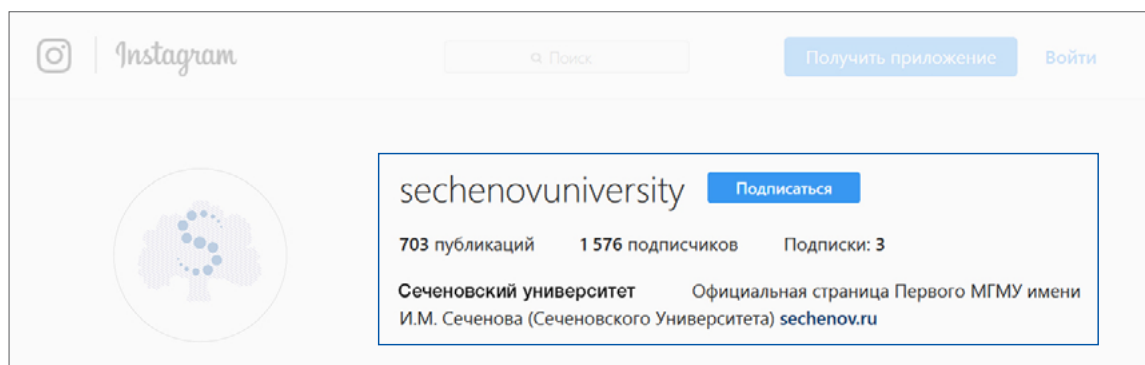 Instagram
Поиск
Получить приложение
Войти
sechenovuniversity
Подписаться
703 публикаций 1 576 подписчиков Подписки: 3
Сеченовский университет Официальная страница Первого МГМУ имени
И.М. Сеченова (Сеченовского Университета) sechenov.ru